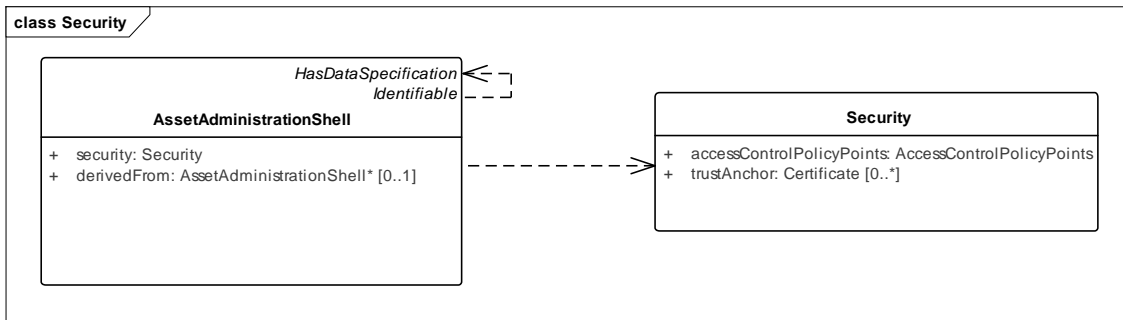 class Security
HasDataSpecification
Identifiable
AssetAdministrationShell
+ security: Security
+ derivedFrom: AssetAdministrationShell* [0..1]
Security
+ accessControlPolicyPoints: AccessControlPolicyPoints
+ trustAnchor: Certificate [0..*]